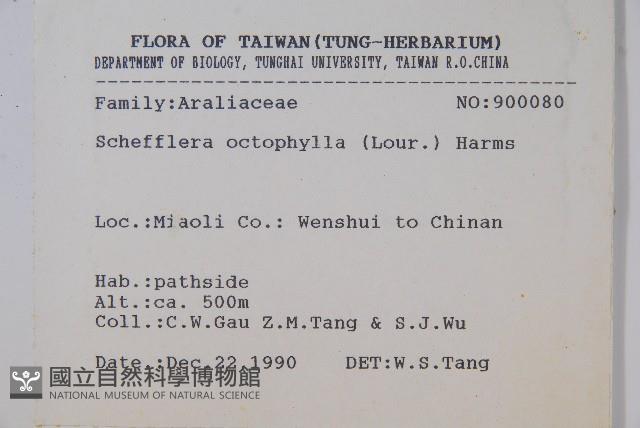 FLORA OF TAIWAN(TUNG-HERBARIUM)
DEPARTMENT OF BIOLOGY, TUNGHAI UNIVERSITY, TAIWAN R.O.CHINA
Family:Araliaceae NO:900080
Schefflera octophylla (Lour.) Harms
Loc.:Miaoli Co.: Wenshui to Chinan
Hab.:pathside
Alt.:ca. 500m
Coll.:C.W.Gau Z.M.Tang & S.J.Wu
Date.:Dec 22 1990 DET:W.S.Tang
國立自然科學博物館
NATIONAL MUSEUM OF NATURAL SCIENCE